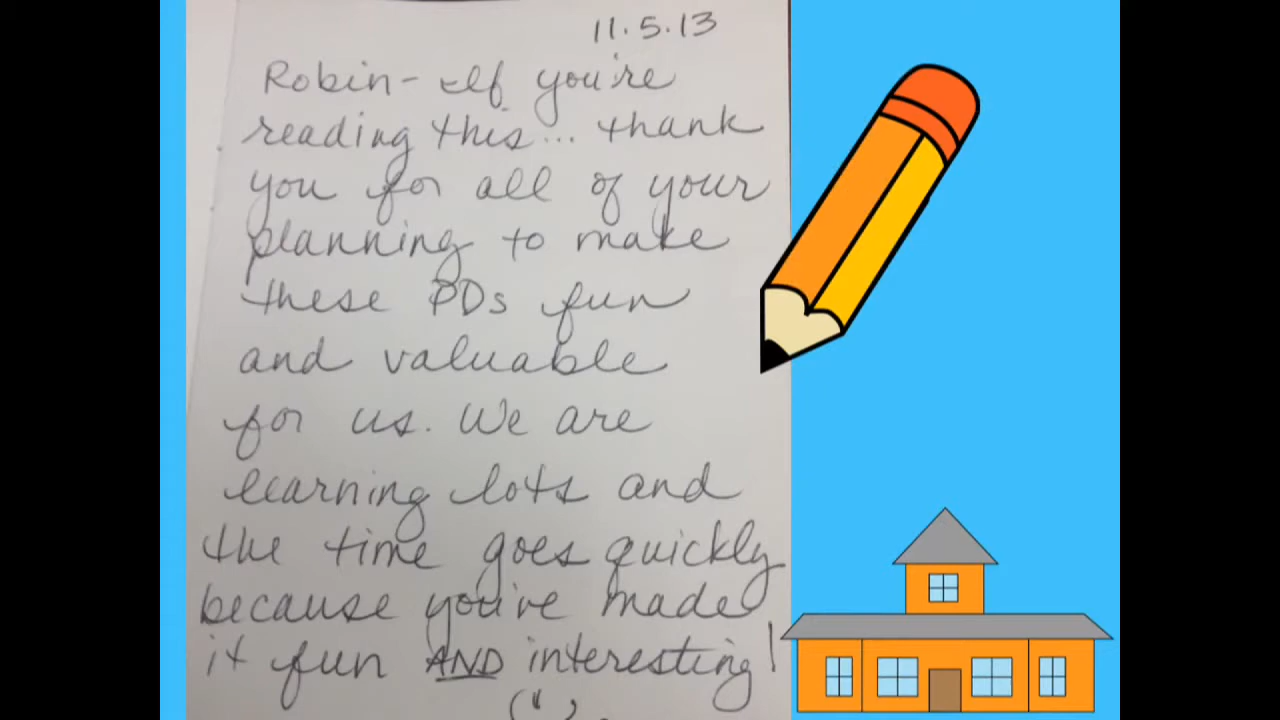 11.5.13
Robin- If you're
reading this... thank
you for all of your
planning to make
these PDs fun
and valuable
for us. We are
learning lots and
the time goes quickly
because you've made
it fun AND interesting!